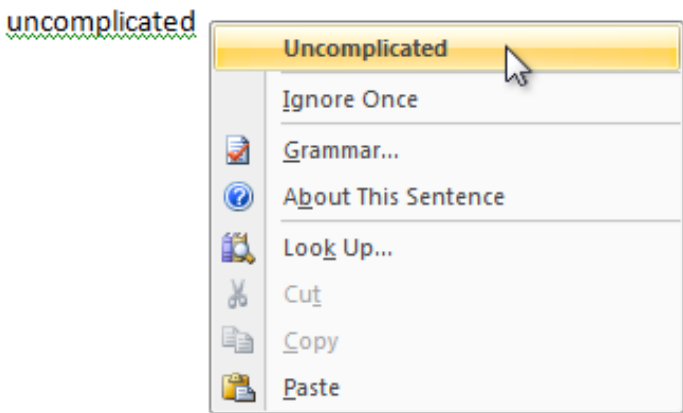 uncomplicated
Uncomplicated
Ignore Once
Grammar...
About This Sentence
Look Up...
Cut
Copy
Paste